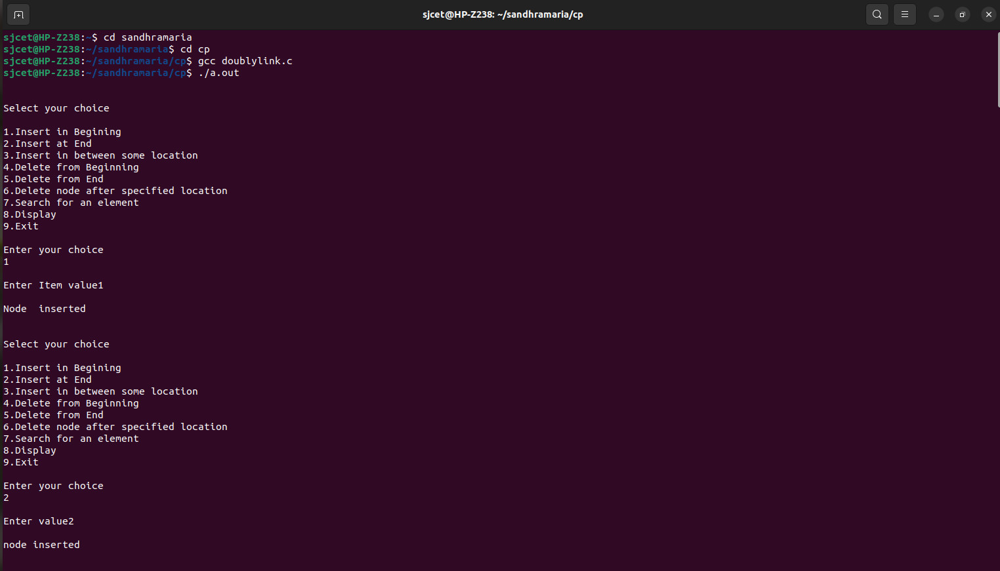 sjcet@HP-Z238: ~/sandhramaria/cp
sjcet@HP-Z238:~$ cd sandhramaria
sjcet@HP-Z238:~/sandhramaria$ cd cp
sjcet@HP-Z238:~/sandhramaria/cp$ gcc doublylink.c
sjcet@HP-Z238:~/sandhramaria/cp$ ./a.out
Select your choice
1.Insert in Begining
2.Insert at End
3.Insert in between some location
4.Delete from Beginning
5.Delete from End
6.Delete node after specified location
7.Search for an element
8.Display
9.Exit
Enter your choice
1
Enter Item value1
Node  inserted
Select your choice
1.Insert in Begining
2.Insert at End
3.Insert in between some location
4.Delete from Beginning
5.Delete from End
6.Delete node after specified location
7.Search for an element
8.Display
9.Exit
Enter your choice
2
Enter value2
node inserted